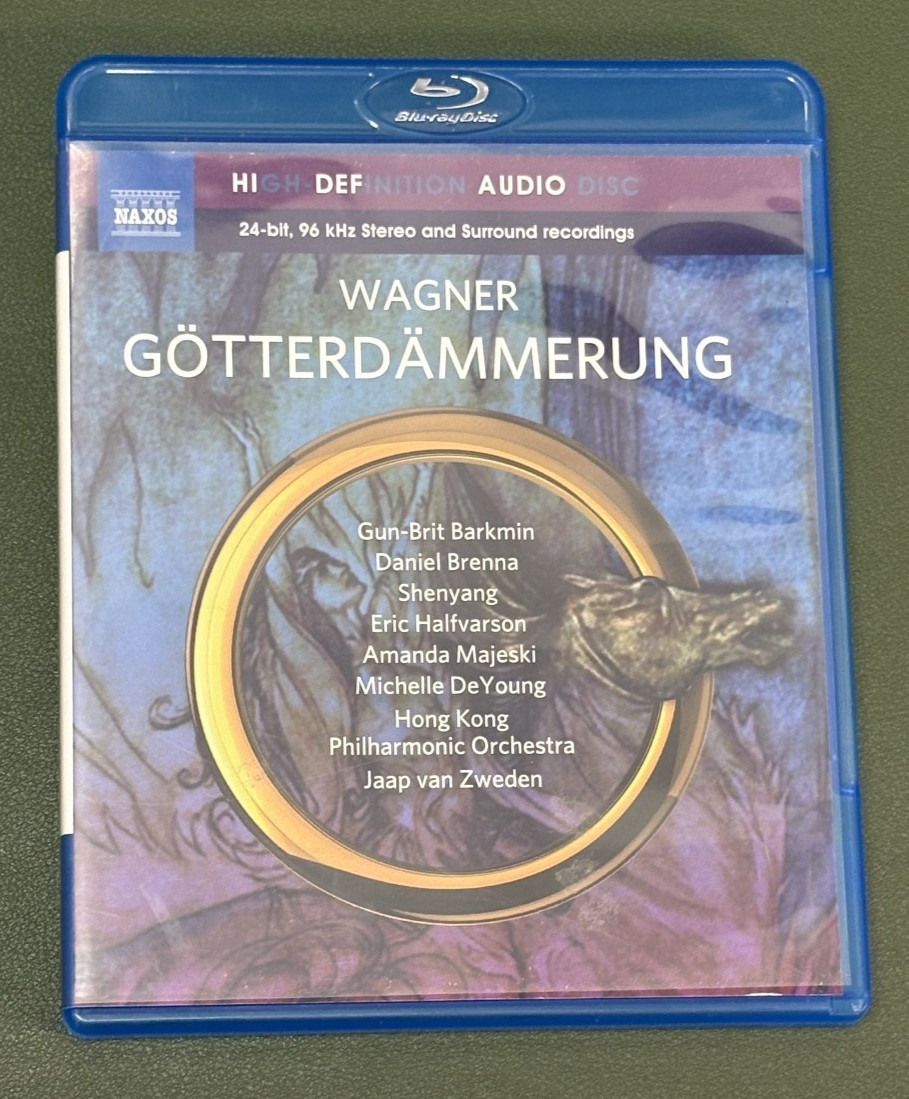 Blu-ray Disc
HIGH-DEFINITION AUDIO DISC
NAXOS
24-bit, 96 kHz Stereo and Surround recordings
WAGNER
GÖTTERDÄMMERUNG
Gun-Brit Barkmin
Daniel Brenna
Shenyang
Eric Halfvarson
Amanda Majeski
Michelle DeYoung
Hong Kong
Philharmonic Orchestra
Jaap van Zweden